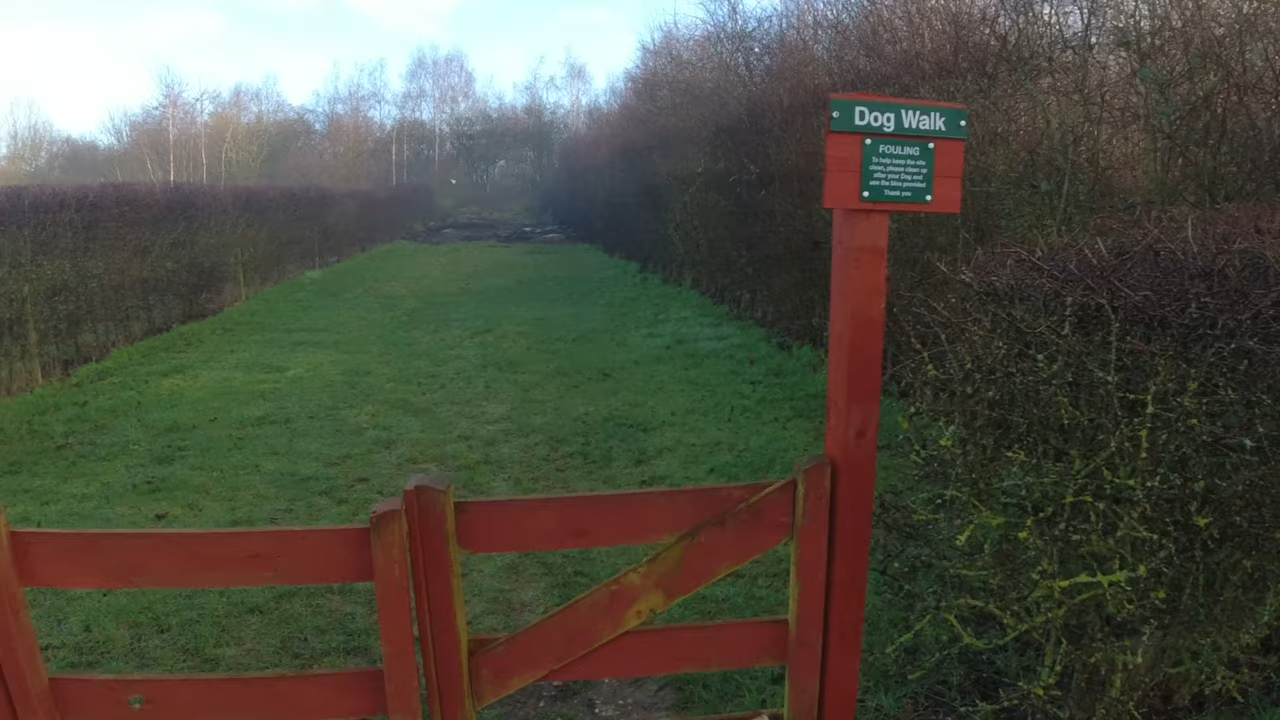 Dog Walk
FOULING
To help keep the site
clean, please clean up
after your Dog and
use the bins provided
Thank you